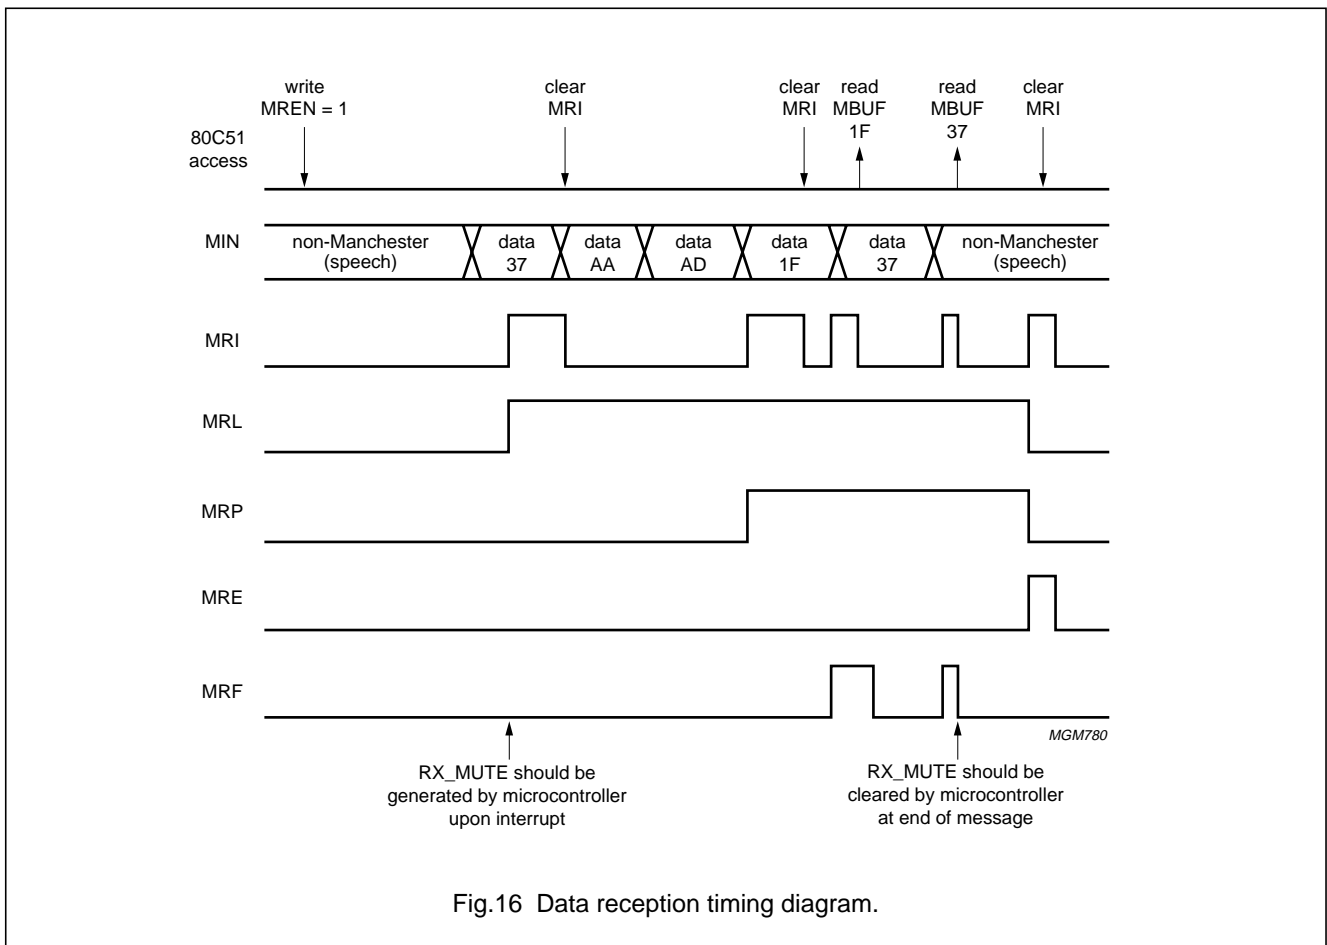 write
MREN = 1
clear
MRI
clear
MRI
read
MBUF
1F
read
MBUF
37
clear
MRI
80C51
access
MIN
non-Manchester
(speech)
data
37
data
AA
data
AD
data
1F
data
37
non-Manchester
(speech)
MRI
MRL
MRP
MRE
MRF
MGM780
RX_MUTE should be
generated by microcontroller
upon interrupt
RX_MUTE should be
cleared by microcontroller
at end of message
Fig.16 Data reception timing diagram.